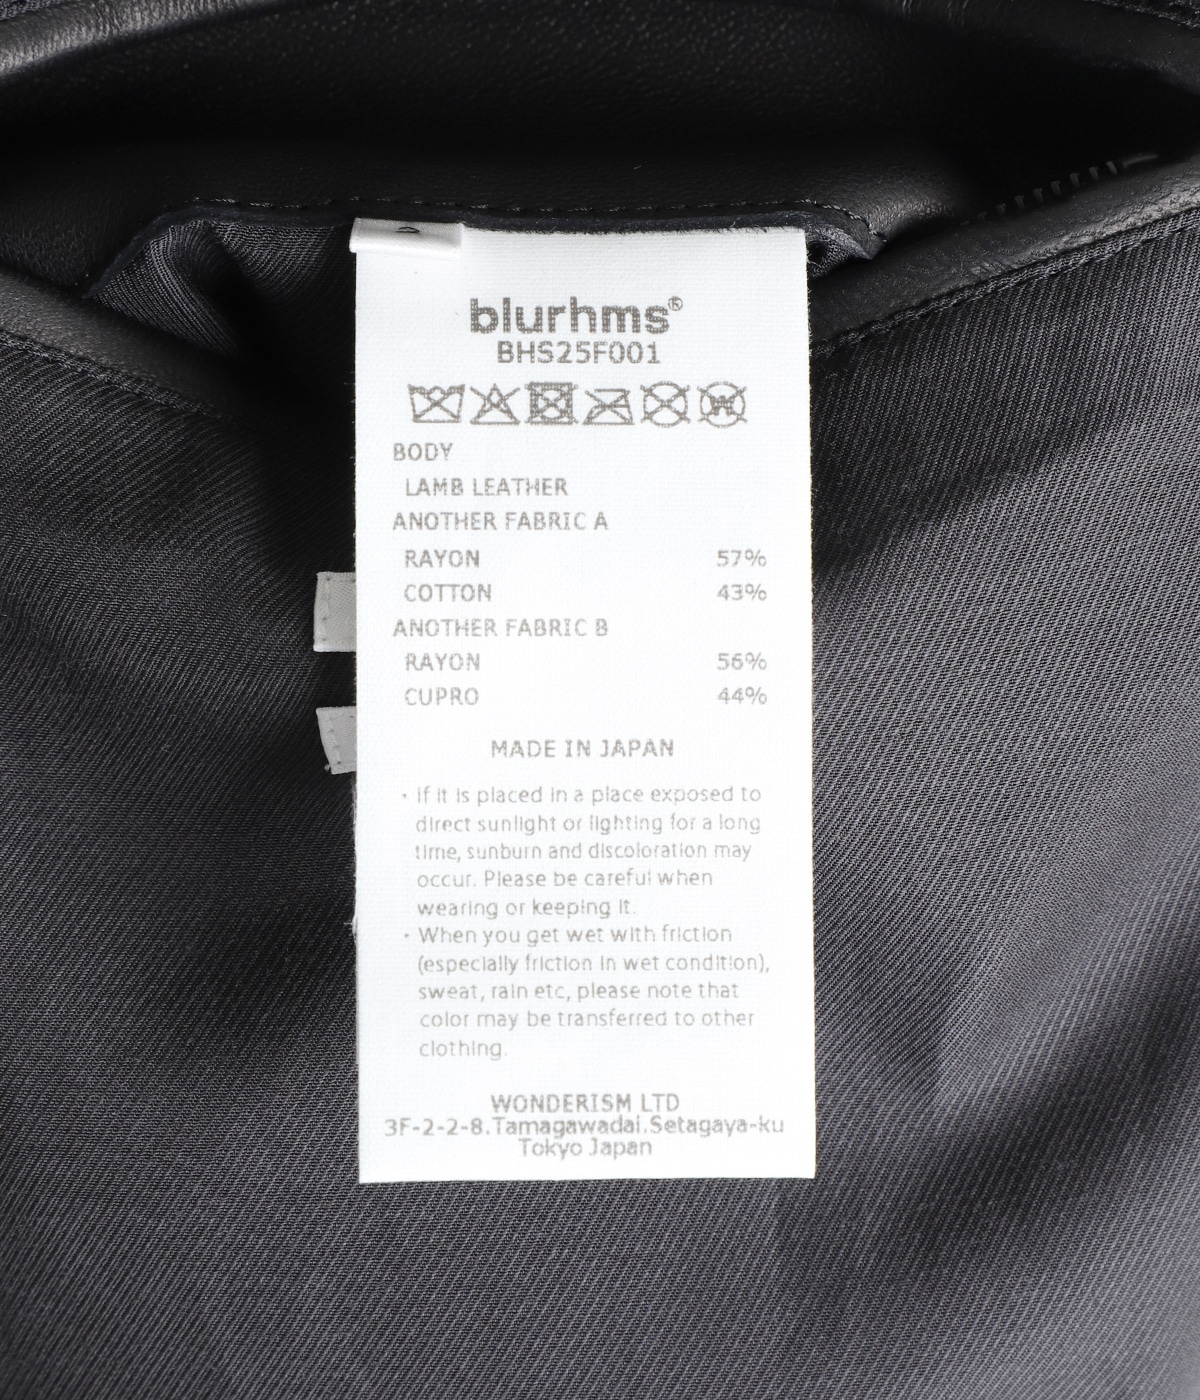 blurhms®
BHS25F001
BODY
LAMB LEATHER
ANOTHER FABRIC A
RAYON 57%
COTTON 43%
ANOTHER FABRIC B
RAYON 56%
CUPRO 44%
MADE IN JAPAN
・If it is placed in a place exposed to
direct sunlight or lighting for a long
time, sunburn and discoloration may
occur. Please be careful when
wearing or keeping it.
・When you get wet with friction
(especially friction in wet condition),
sweat, rain etc, please note that
color may be transferred to other
clothing.
WONDERISM LTD
3F-2-2-8.Tamagawadai.Setagaya-ku
Tokyo Japan